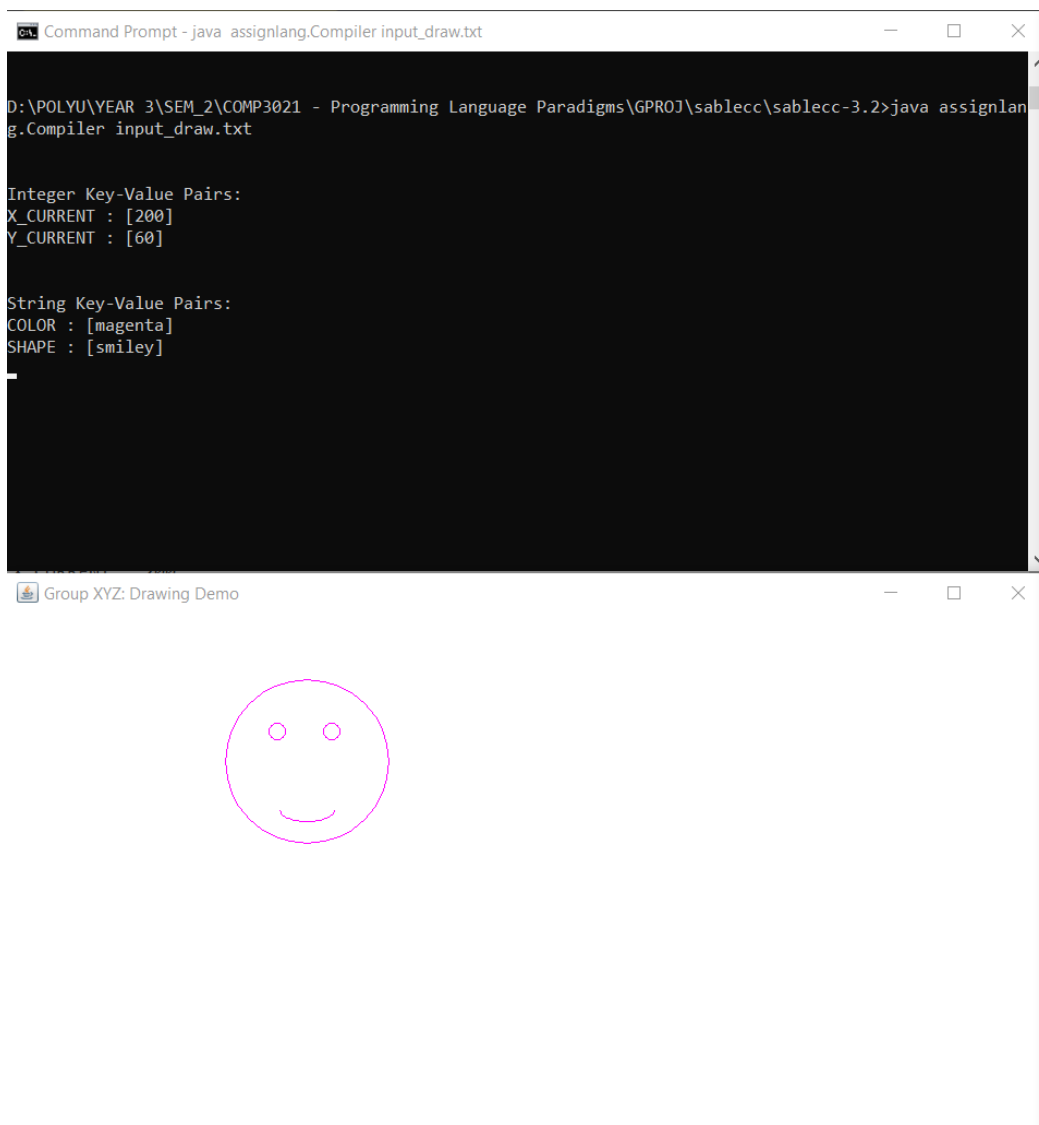 Command Prompt - java  assignlang.Compiler input_draw.txt
D:\POLYU\YEAR 3\SEM_2\COMP3021 - Programming Language Paradigms\GPROJ\sablecc\sablecc-3.2>java assignlan
g.Compiler input_draw.txt
Integer Key-Value Pairs:
X_CURRENT : [200]
Y_CURRENT : [60]
String Key-Value Pairs:
COLOR : [magenta]
SHAPE : [smiley]
Group XYZ: Drawing Demo